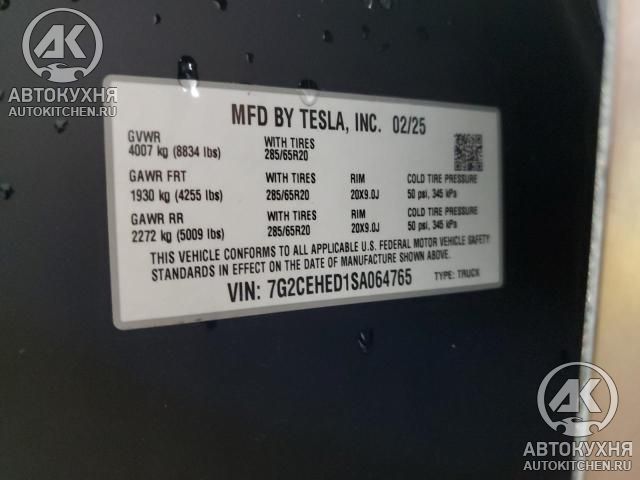 AK
АВТОКУХНЯ
AUTOKITCHEN.RU
MFD BY TESLA, INC. 02/25
GVWR WITH TIRES
4007 kg (8834 lbs) 285/65R20
GAWR FRT WITH TIRES RIM COLD TIRE PRESSURE
1930 kg (4255 lbs) 285/65R20 20X9.0J 50 psi, 345 kPa
GAWR RR WITH TIRES RIM COLD TIRE PRESSURE
2272 kg (5009 lbs) 285/65R20 20X9.0J 50 psi, 345 kPa
THIS VEHICLE CONFORMS TO ALL APPLICABLE U.S. FEDERAL MOTOR VEHICLE SAFETY
STANDARDS IN EFFECT ON THE DATE OF MANUFACTURE SHOWN ABOVE.
VIN: 7G2CEHED1SA064765 TYPE: TRUCK
AK
АВТОКУХНЯ
AUTOKITCHEN.RU